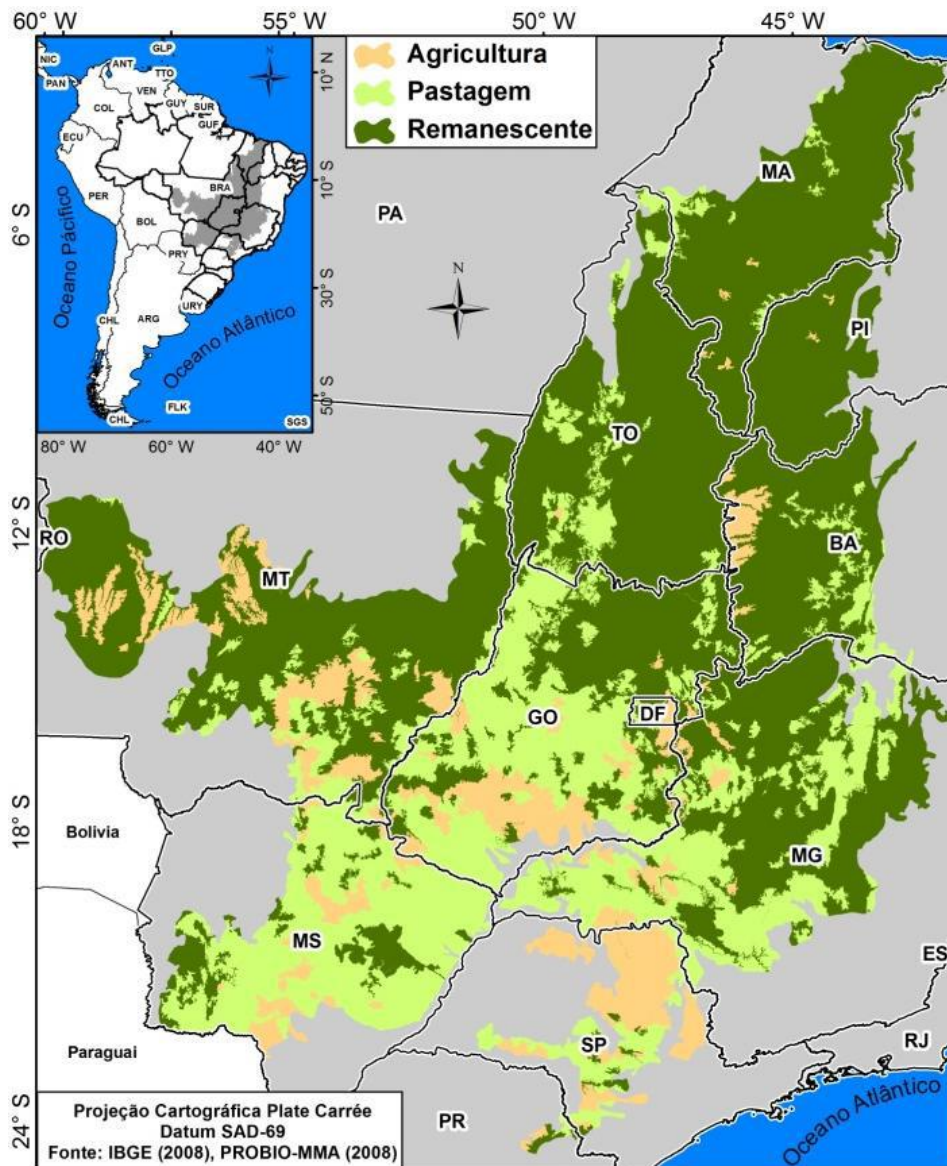 60° W 55° W 50° W 45° W
NIC
PAN
GLP
ANT
TTO
VEN
GUY
SUR
GUF
COL
ECU
PER
BRA
BOL
PRY
CHL
ARG
URY
CHL
FLK
SGS
Oceano Pácífico
Oceano Atlântico
N
10° N
10° S
30° S
50° S
80° W 60° W 40° W
Agricultura
Pastagem
Remanescente
6° S
12° S
18° S
24° S
N
PA
MA
PI
TO
RO
MT
BA
GO
DF
MG
MS
SP
ES
RJ
PR
Bolivia
Paraguai
Oceano Atlântico
Projeção Cartográfica Plate Carrée
Datum SAD-69
Fonte: IBGE (2008), PROBIO-MMA (2008)